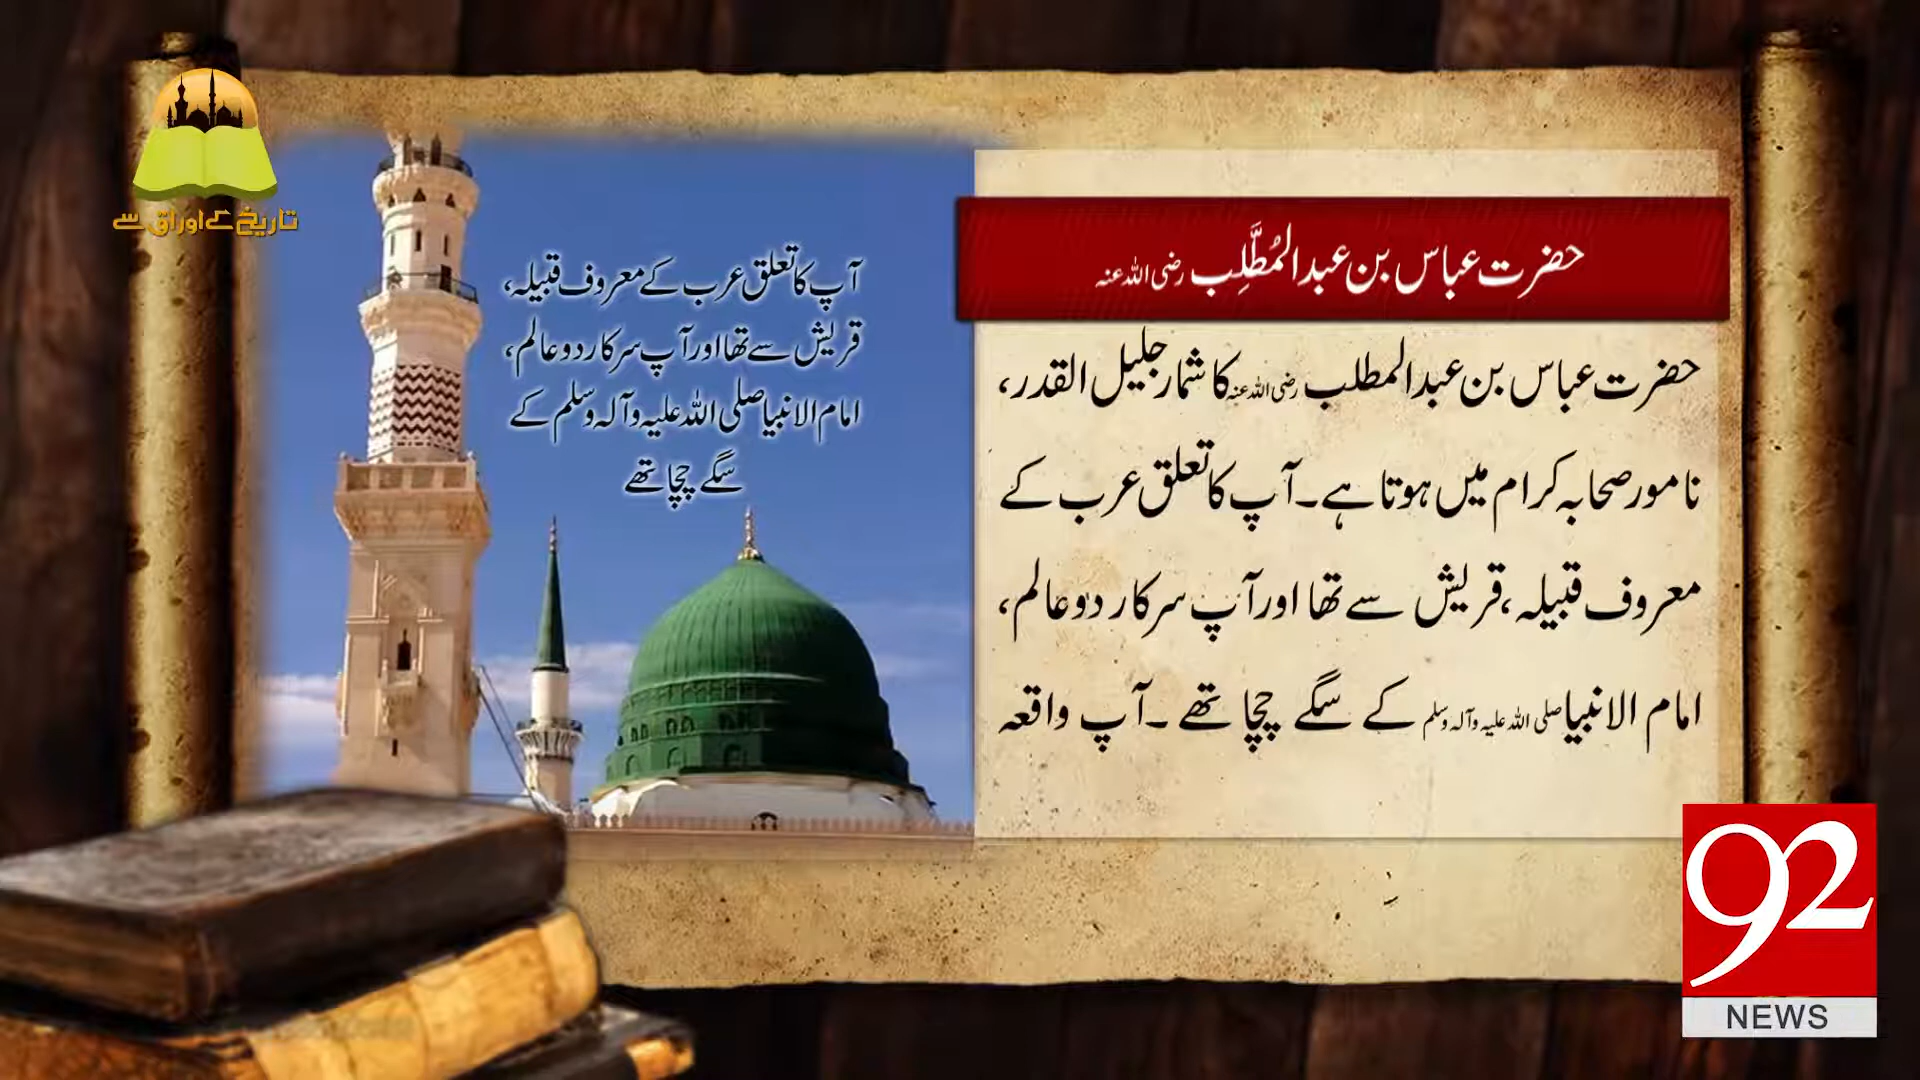 تاریخ کے اوراق سے
حضرت عباس بن عبدالمُطَّلِب رضی اللہ عنہ
حضرت عباس بن عبدالمطلب رضی اللہ عنہ کا شمار جلیل القدر،
نامور صحابہ کرام میں ہوتا ہے۔ آپ کا تعلق عرب کے
معروف قبیلہ، قریش سے تھا اور آپ سرکار دو عالم،
امام الانبیا صلی اللہ علیہ وآلہ وسلم کے سگے چچا تھے ۔ آپ واقعہ
آپ کا تعلق عرب کے معروف قبیلہ،
قریش سے تھا اور آپ سرکار دو عالم،
امام الانبیا صلی اللہ علیہ وآلہ وسلم کے
سگے چچا تھے
92
NEWS